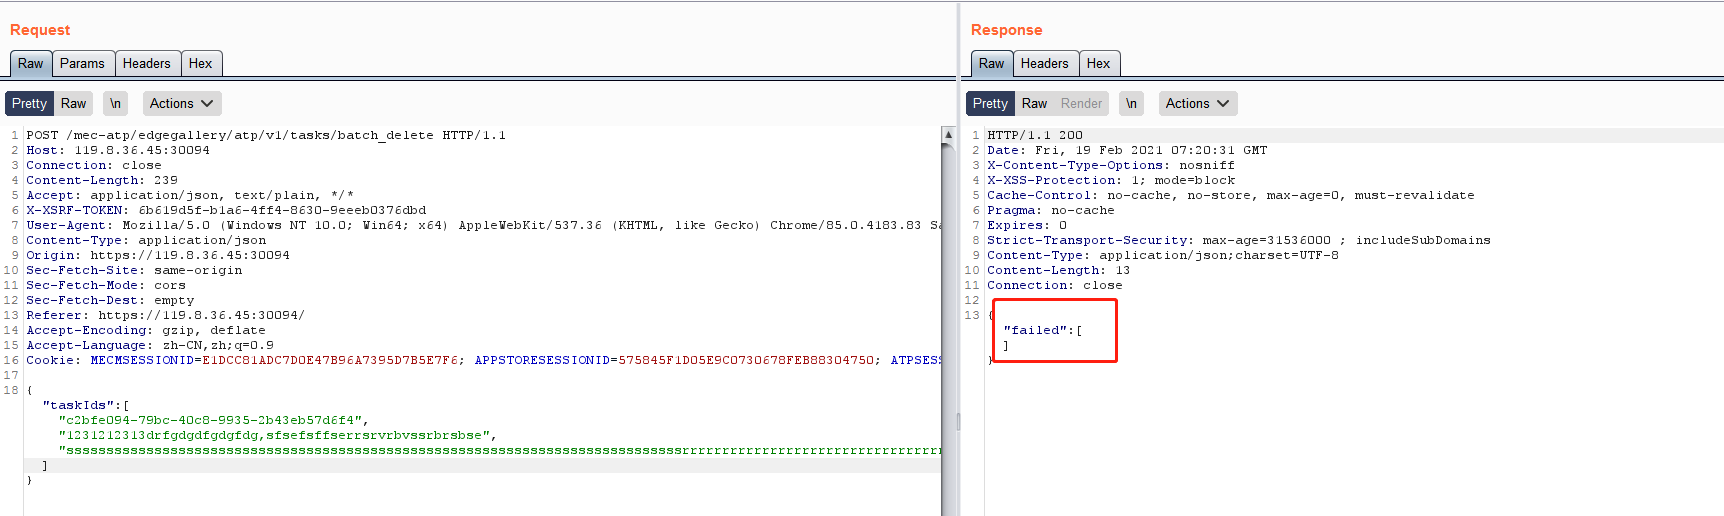 Request
Raw Params Headers Hex
Pretty Raw \n Actions
1 POST /mec-atp/edgegallery/atp/v1/tasks/batch_delete HTTP/1.1
2 Host: 119.8.36.45:30094
3 Connection: close
4 Content-Length: 239
5 Accept: application/json, text/plain, */*
6 X-XSRF-TOKEN: 6b619d5f-b1a6-4ff4-8630-9eeeb0376dbd
7 User-Agent: Mozilla/5.0 (Windows NT 10.0; Win64; x64) AppleWebKit/537.36 (KHTML, like Gecko) Chrome/85.0.4183.83 Sa
8 Content-Type: application/json
9 Origin: https://119.8.36.45:30094
10 Sec-Fetch-Site: same-origin
11 Sec-Fetch-Mode: cors
12 Sec-Fetch-Dest: empty
13 Referer: https://119.8.36.45:30094/
14 Accept-Encoding: gzip, deflate
15 Accept-Language: zh-CN,zh;q=0.9
16 Cookie: MECMSESSIONID=E1DCC81ADC7D0E47B96A7395D7B5E7F6; APPSTORESESSIONID=575845F1D05E9C0730678FEB88304750; ATPSES
17
18 {
"taskIds":[
"c2bfe094-79bc-40c8-9935-2b43eb57d6f4",
"1231212313drfgdgdfgdgfdg,sfsefsffserrsrvrbvssrbrsbse",
]
}
Response
Raw Headers Hex
Pretty Raw Render \n Actions
1 HTTP/1.1 200
2 Date: Fri, 19 Feb 2021 07:20:31 GMT
3 X-Content-Type-Options: nosniff
4 X-XSS-Protection: 1; mode=block
5 Cache-Control: no-cache, no-store, max-age=0, must-revalidate
6 Pragma: no-cache
7 Expires: 0
8 Strict-Transport-Security: max-age=31536000 ; includeSubDomains
9 Content-Type: application/json;charset=UTF-8
10 Content-Length: 13
11 Connection: close
12
13 {
"failed":[
]
}